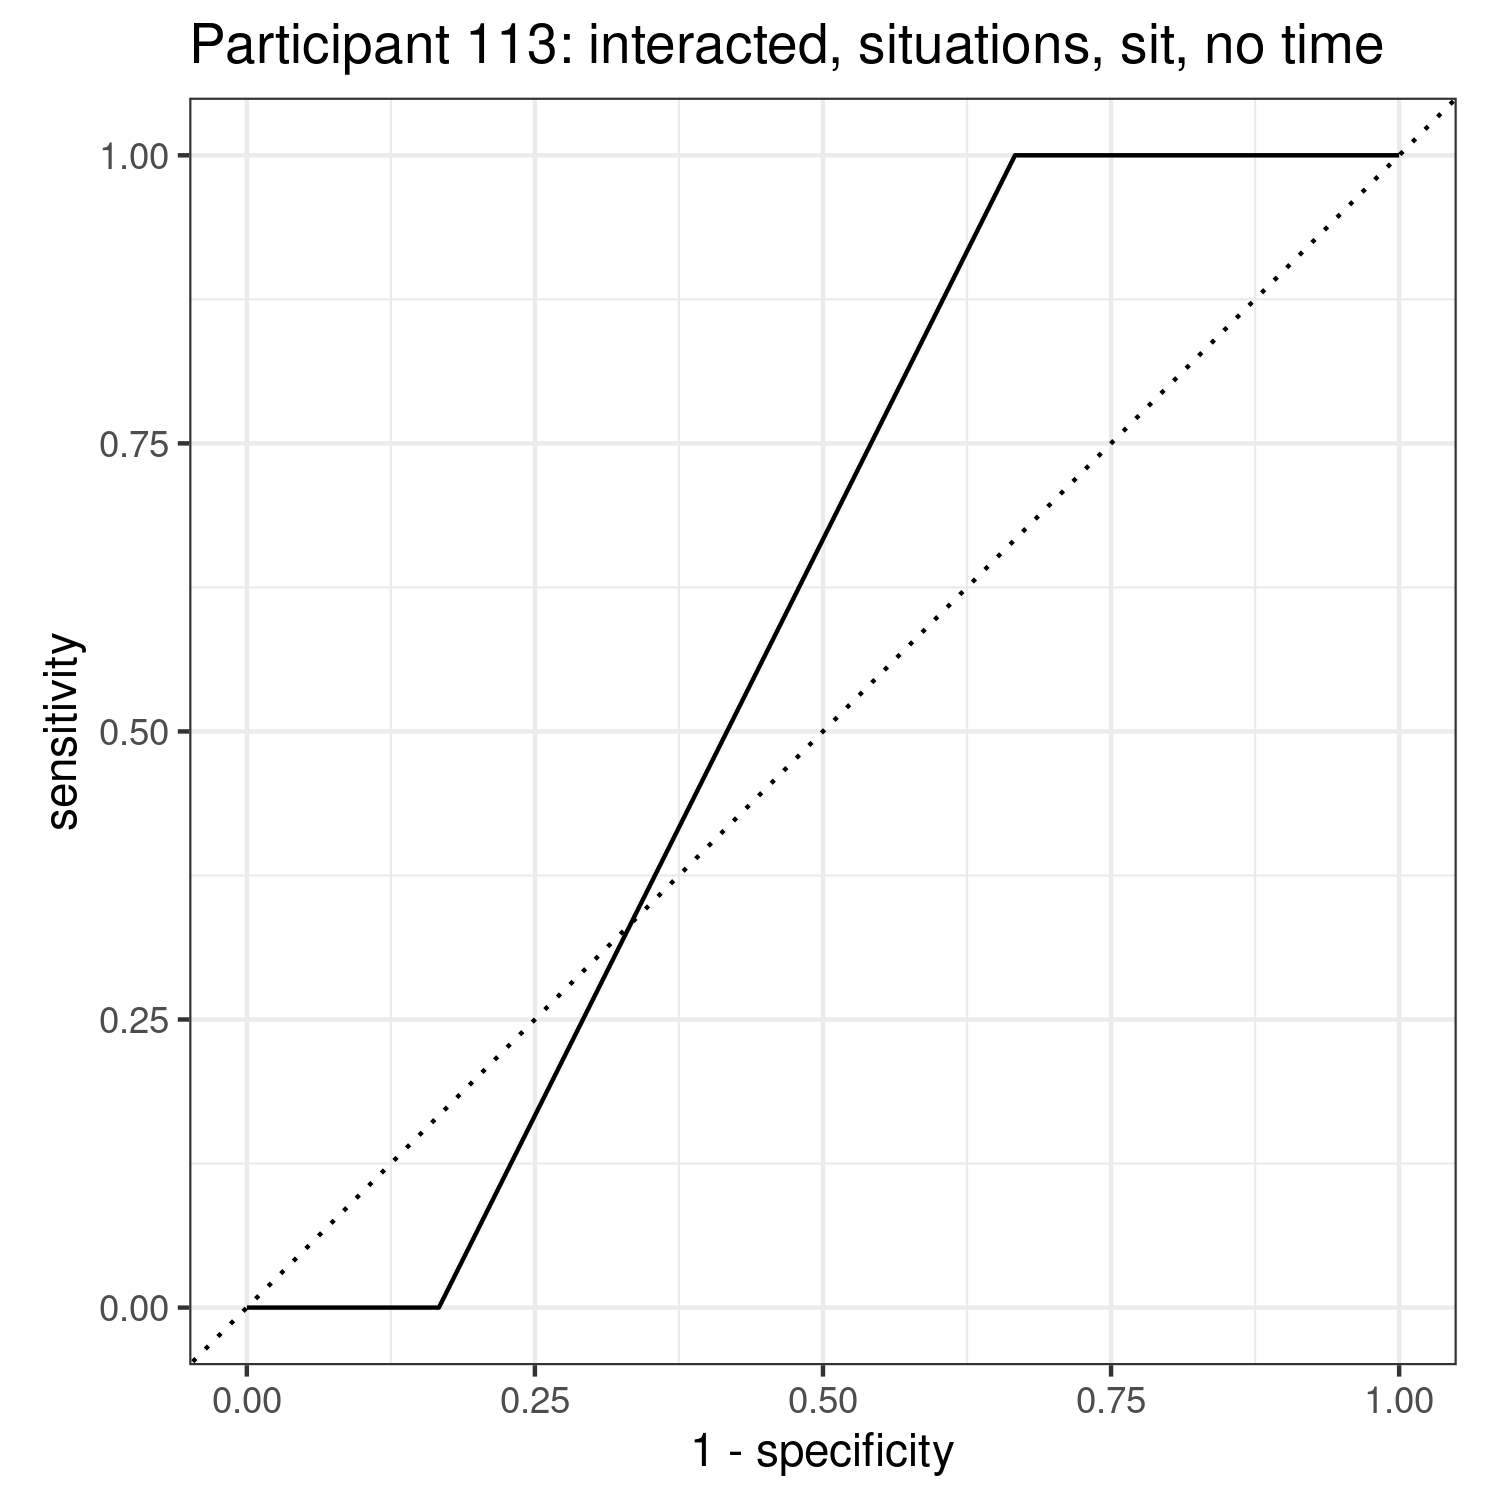 Participant 113: interacted, situations, sit, no time
1.00
0.75
0.50
0.25
0.00
sensitivity
0.00 0.25 0.50 0.75 1.00
1 - specificity